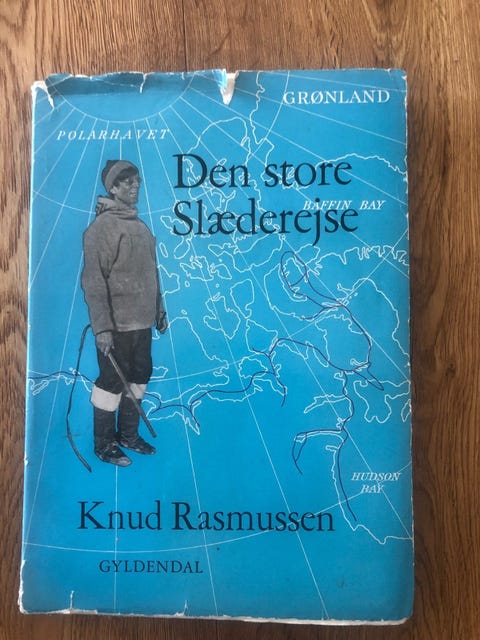 GRØNLAND
POLARHAVET
Den store
BAFFIN BAY
Slæderejse
HUDSON
BAY
Knud Rasmussen
GYLDENDAL